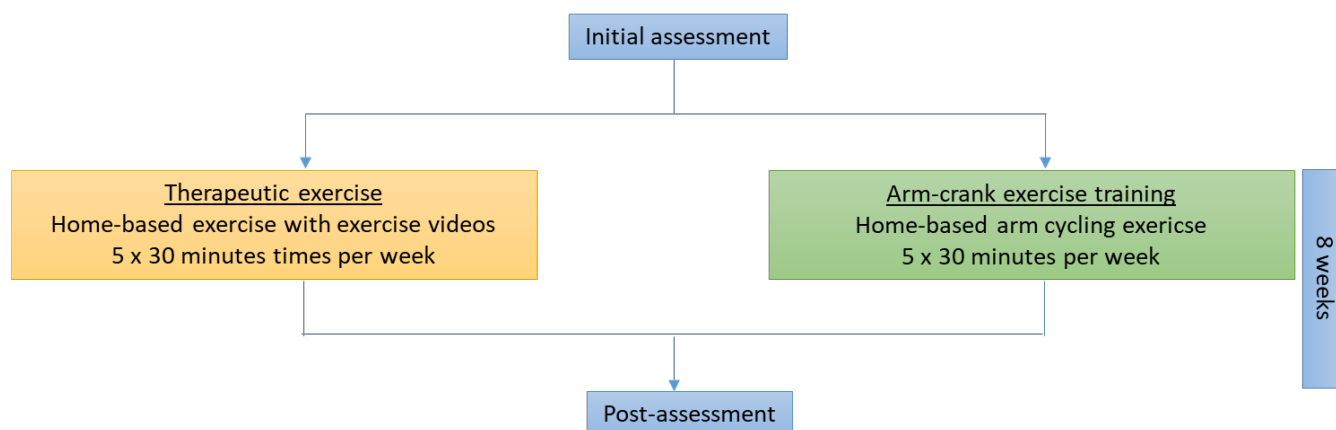 Initial assessment
Therapeutic exercise
Home-based exercise with exercise videos
5 x 30 minutes times per week
Arm-crank exercise training
Home-based arm cycling exericse
5 x 30 minutes per week
8 weeks
Post-assessment